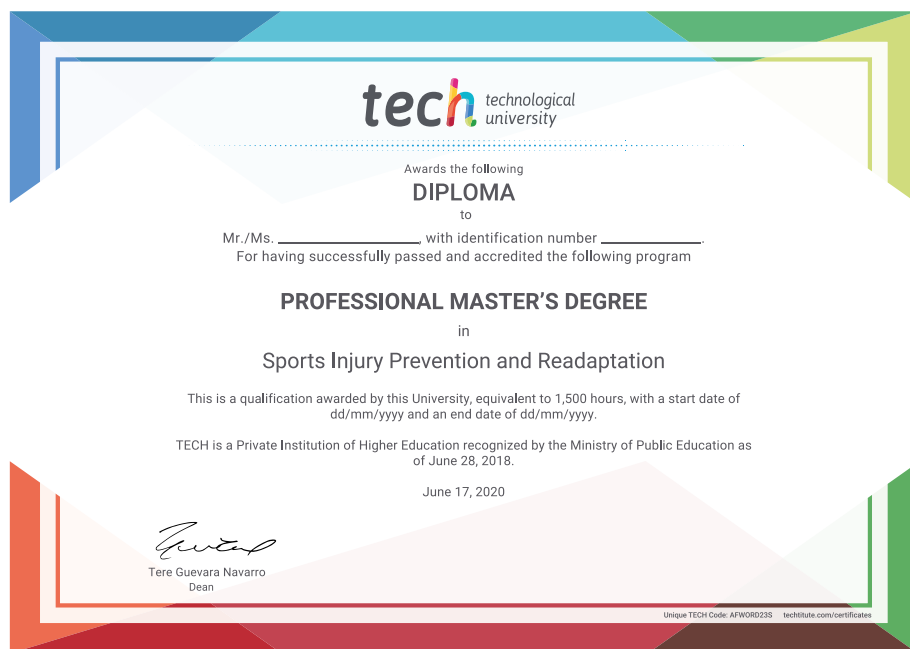 tech technological
university
Awards the following
DIPLOMA
to
Mr./Ms. ____________________, with identification number ______________.
For having successfully passed and accredited the following program
PROFESSIONAL MASTER'S DEGREE
in
Sports Injury Prevention and Readaptation
This is a qualification awarded by this University, equivalent to 1,500 hours, with a start date of
dd/mm/yyyy and an end date of dd/mm/yyyy.
TECH is a Private Institution of Higher Education recognized by the Ministry of Public Education as
of June 28, 2018.
June 17, 2020
Tere Guevara Navarro
Dean
Unique TECH Code: AFWORD23S techtitute.com/certificates